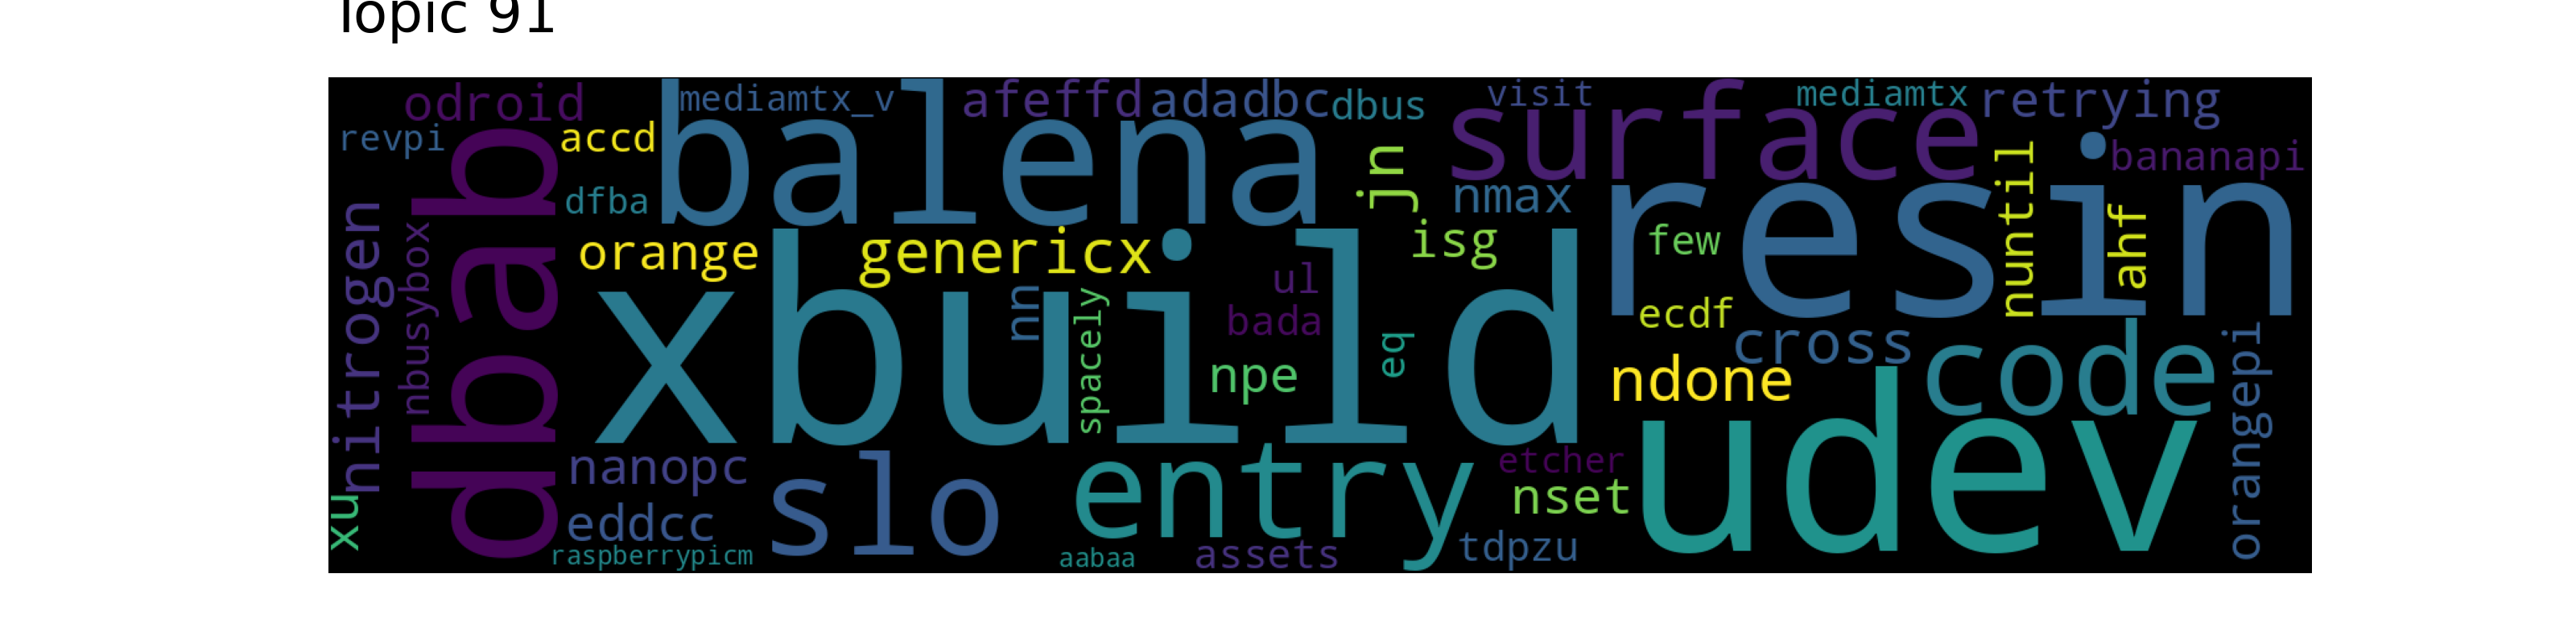 Topic 91
odroid
balena
mediamtx_v
afeffd
adadbc
dbus
visit
surface
mediamtx
retrying
revpi
accd
dbab
dfba
jn
nmax
resin
nuntil
bananapi
nitrogen
nbusybox
orange
genericx
isg
few
ahf
xbuild
nn
spacely
ul
bada
npe
eq
ecdf
cross
ndone
code
orangepi
udev
xu
nanopc
slo
entry
etcher
nset
eddcc
raspberrypicm
aabaa
assets
tdpzu